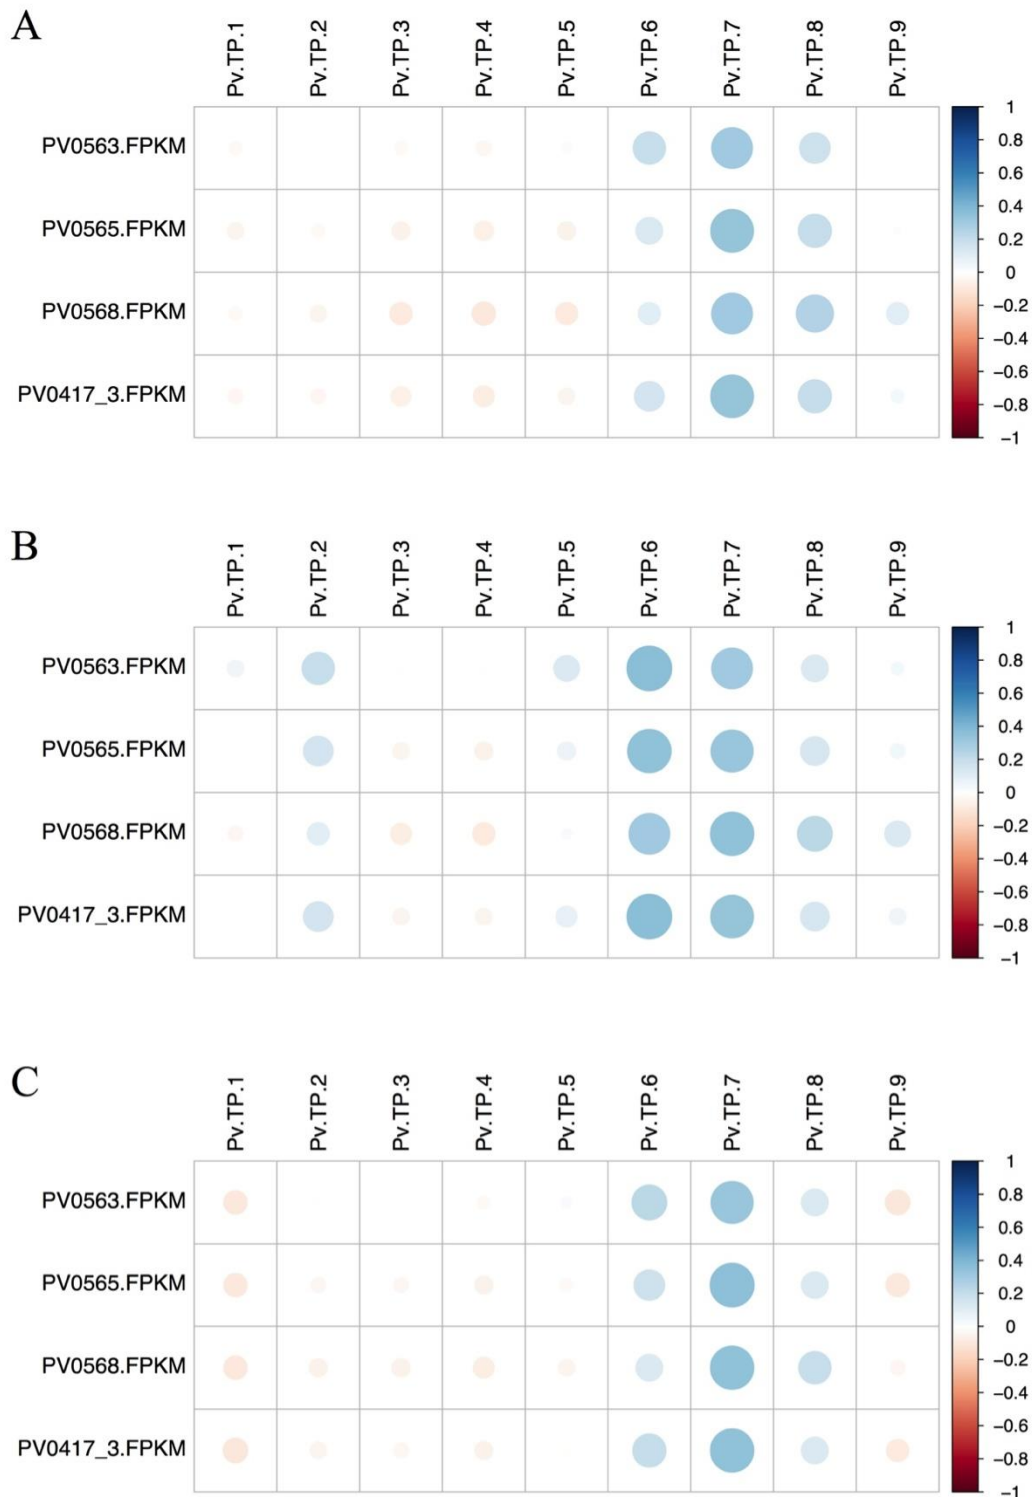 A
Pv.TP.1 Pv.TP.2 Pv.TP.3 Pv.TP.4 Pv.TP.5 Pv.TP.6 Pv.TP.7 Pv.TP.8 Pv.TP.9
PV0563.FPKM
PV0565.FPKM
PV0568.FPKM
PV0417_3.FPKM
1
0.8
0.6
0.4
0.2
0
−0.2
−0.4
−0.6
−0.8
−1
B
Pv.TP.1 Pv.TP.2 Pv.TP.3 Pv.TP.4 Pv.TP.5 Pv.TP.6 Pv.TP.7 Pv.TP.8 Pv.TP.9
PV0563.FPKM
PV0565.FPKM
PV0568.FPKM
PV0417_3.FPKM
1
0.8
0.6
0.4
0.2
0
−0.2
−0.4
−0.6
−0.8
−1
C
Pv.TP.1 Pv.TP.2 Pv.TP.3 Pv.TP.4 Pv.TP.5 Pv.TP.6 Pv.TP.7 Pv.TP.8 Pv.TP.9
PV0563.FPKM
PV0565.FPKM
PV0568.FPKM
PV0417_3.FPKM
1
0.8
0.6
0.4
0.2
0
−0.2
−0.4
−0.6
−0.8
−1